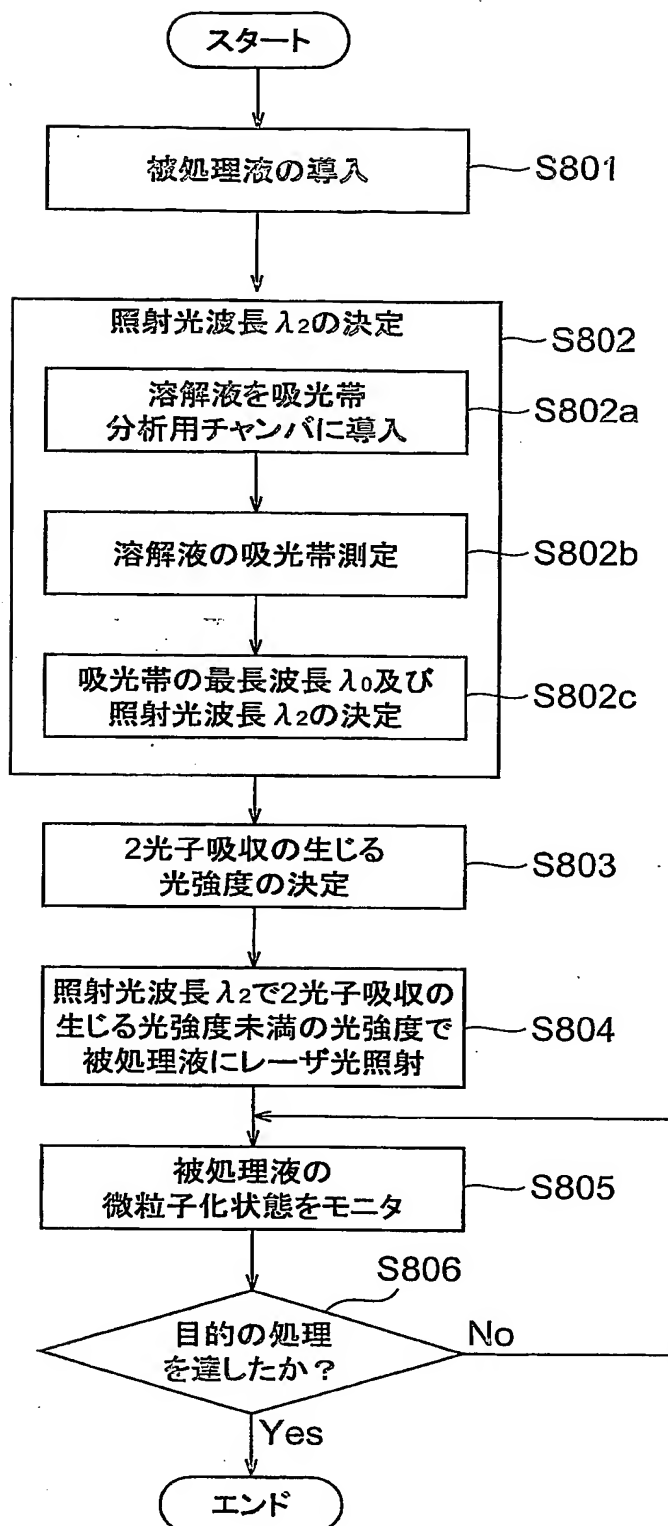 スタート
被処理液の導入
S801
照射光波長λ₂の決定
S802
溶解液を吸光帯
分析用チャンバに導入
S802a
溶解液の吸光帯測定
S802b
吸光帯の最長波長λ₀及び
照射光波長λ₂の決定
S802c
2光子吸収の生じる
光強度の決定
S803
照射光波長λ₂で2光子吸収の
生じる光強度未満の光強度で
被処理液にレーザ光照射
S804
被処理液の
微粒子化状態をモニタ
S805
S806
目的の処理
を達したか？
No
Yes
エンド